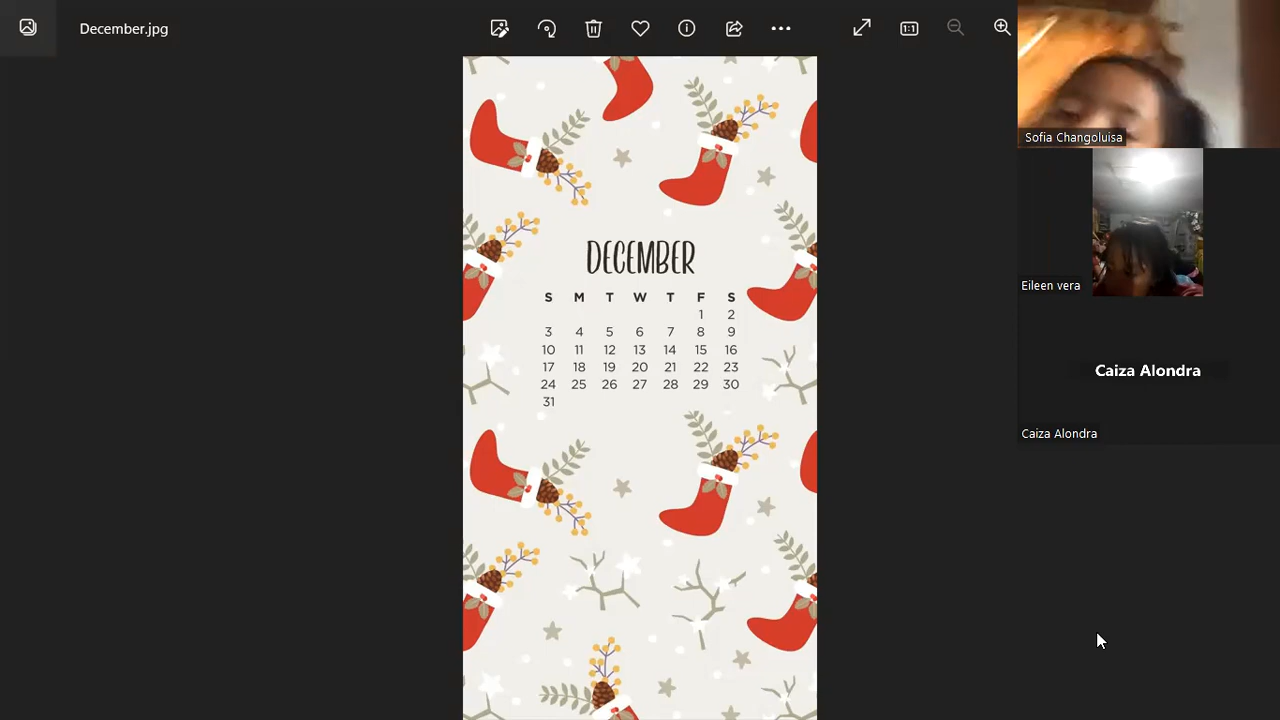 December.jpg
1:1
Sofia Changoluisa
Eileen vera
Caiza Alondra
Caiza Alondra
DECEMBER
S M T W T F S
1 2
3 4 5 6 7 8 9
10 11 12 13 14 15 16
17 18 19 20 21 22 23
24 25 26 27 28 29 30
31